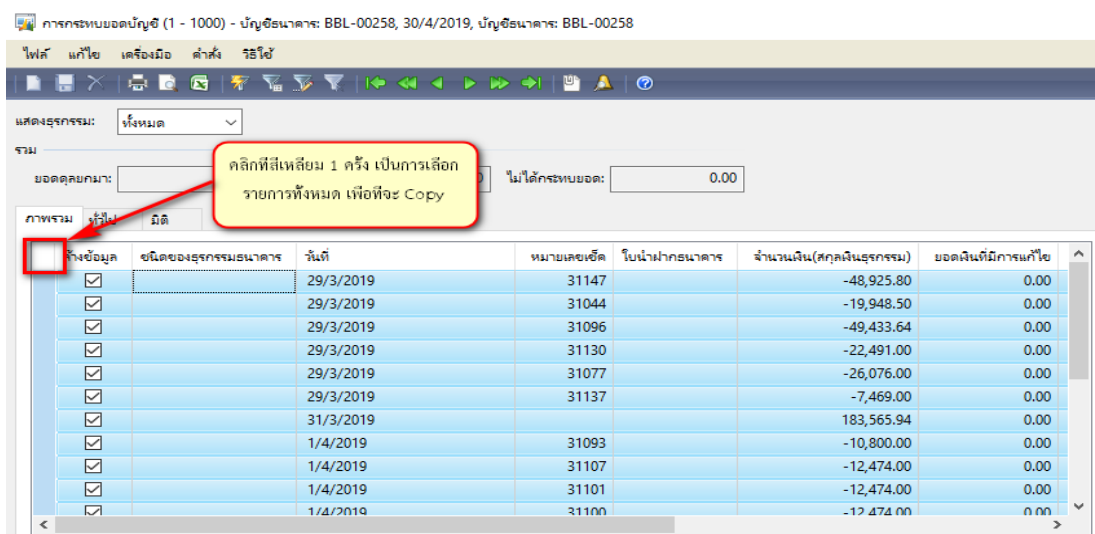 การกระทบยอดบัญชี (1 - 1000) - บัญชีธนาคาร: BBL-00258, 30/4/2019, บัญชีธนาคาร: BBL-00258
ไฟล์ แก้ไข เครื่องมือ คำสั่ง วิธีใช้
แสดงธุรกรรม: ทั้งหมด
รวม
คลิกที่สี่เหลี่ยม 1 ครั้ง เป็นการเลือก
รายการทั้งหมด เพื่อที่จะ Copy
ยอดดุลยกมา: 0 ไม่ได้กระทบยอด: 0.00
ภาพรวม ทั่วไป มิติ
ล้างข้อมูล ชนิดของธุรกรรมธนาคาร วันที่ หมายเลขเช็ค ใบนำฝากธนาคาร จำนวนเงิน(สกุลเงินธุรกรรม) ยอดเงินที่มีการแก้ไข
29/3/2019 31147 -48,925.80 0.00
29/3/2019 31044 -19,948.50 0.00
29/3/2019 31096 -49,433.64 0.00
29/3/2019 31130 -22,491.00 0.00
29/3/2019 31077 -26,076.00 0.00
29/3/2019 31137 -7,469.00 0.00
31/3/2019 183,565.94 0.00
1/4/2019 31093 -10,800.00 0.00
1/4/2019 31107 -12,474.00 0.00
1/4/2019 31101 -12,474.00 0.00
1/4/2019 31100 -12,474.00 0.00